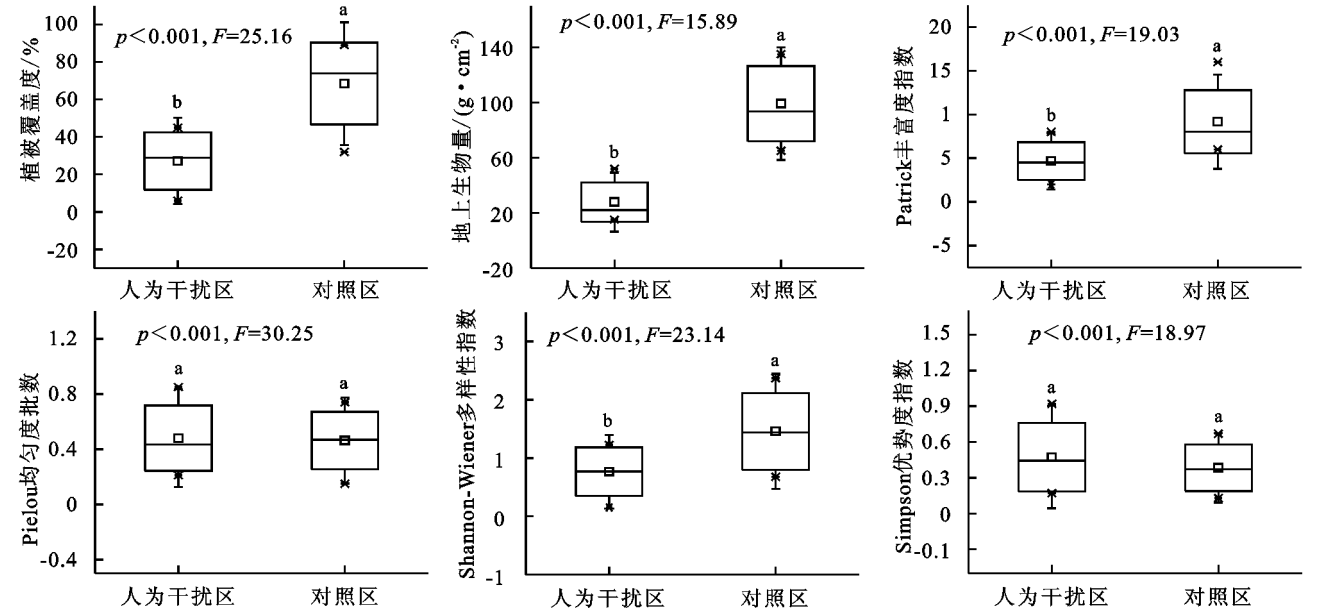 植被覆盖度/%
100
80
60
40
20
0
-20
p<0.001, F=25.16
b
a
人为干扰区
对照区
地上生物量/(g·cm⁻²)
140
100
60
20
-20
p<0.001, F=15.89
b
a
人为干扰区
对照区
Patrick丰富度指数
20
15
1
5
0
-5
p<0.001, F=19.03
b
a
人为干扰区
对照区
Pielou均匀度批数
1.2
0.8
0.4
0
-0.4
p<0.001, F=30.25
a
a
人为干扰区
对照区
Shannon-Wiener多样性指数
3
2
1
0
-1
p<0.001, F=23.14
b
a
人为干扰区
对照区
Simpson优势度指数
1.5
1.2
0.9
0.6
0.3
0
-0.1
p<0.001, F=18.97
a
a
人为干扰区
对照区